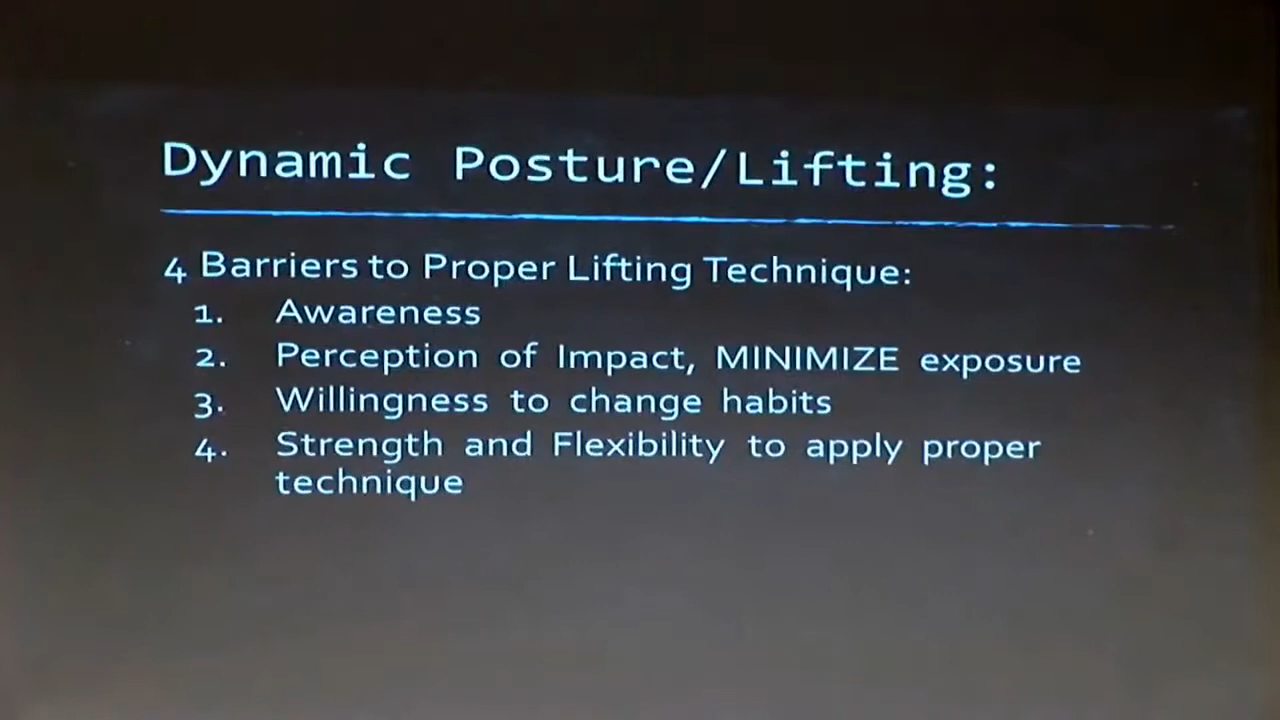 Dynamic Posture/Lifting:
4 Barriers to Proper Lifting Technique:
1. Awareness
2. Perception of Impact, MINIMIZE exposure
3. Willingness to change habits
4. Strength and Flexibility to apply proper
technique